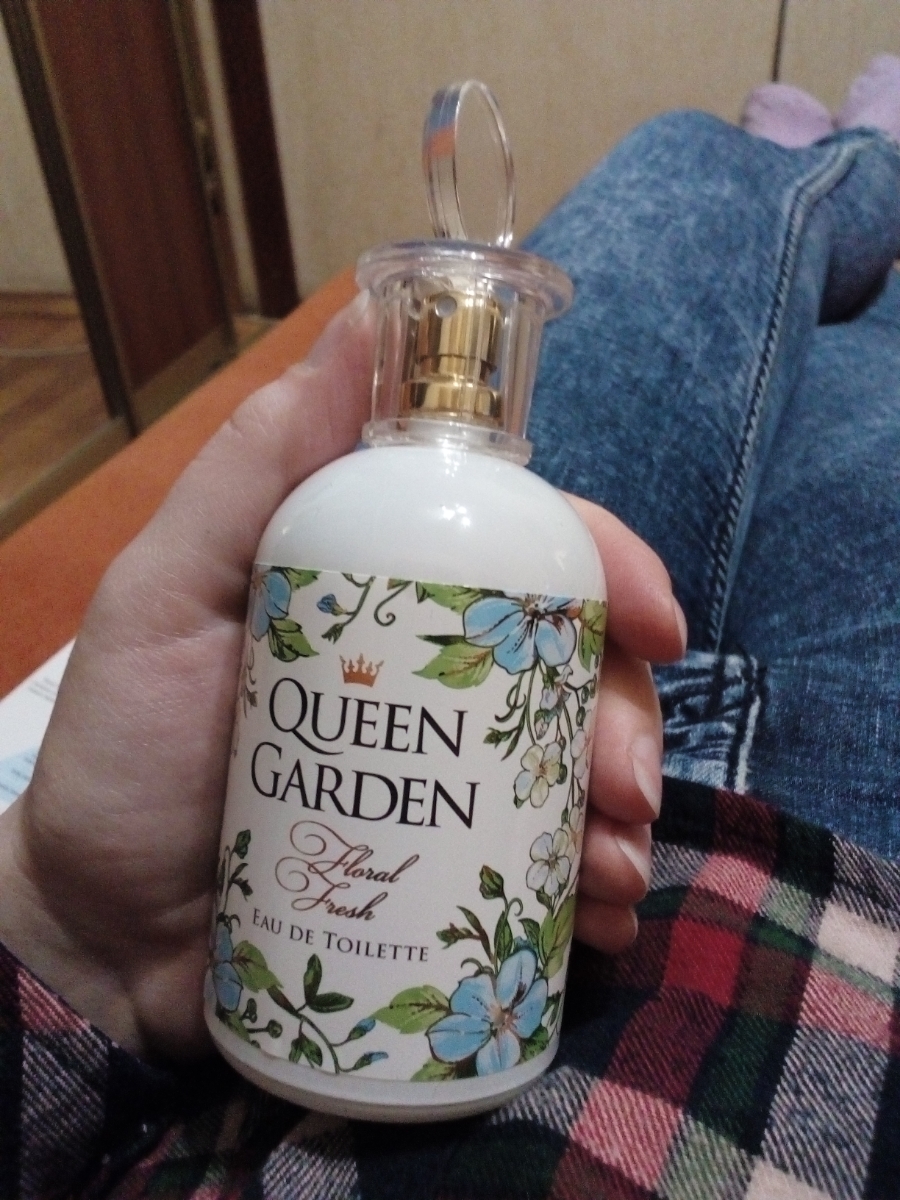 QUEEN
GARDEN
Floral
Fresh
EAU DE TOILETTE